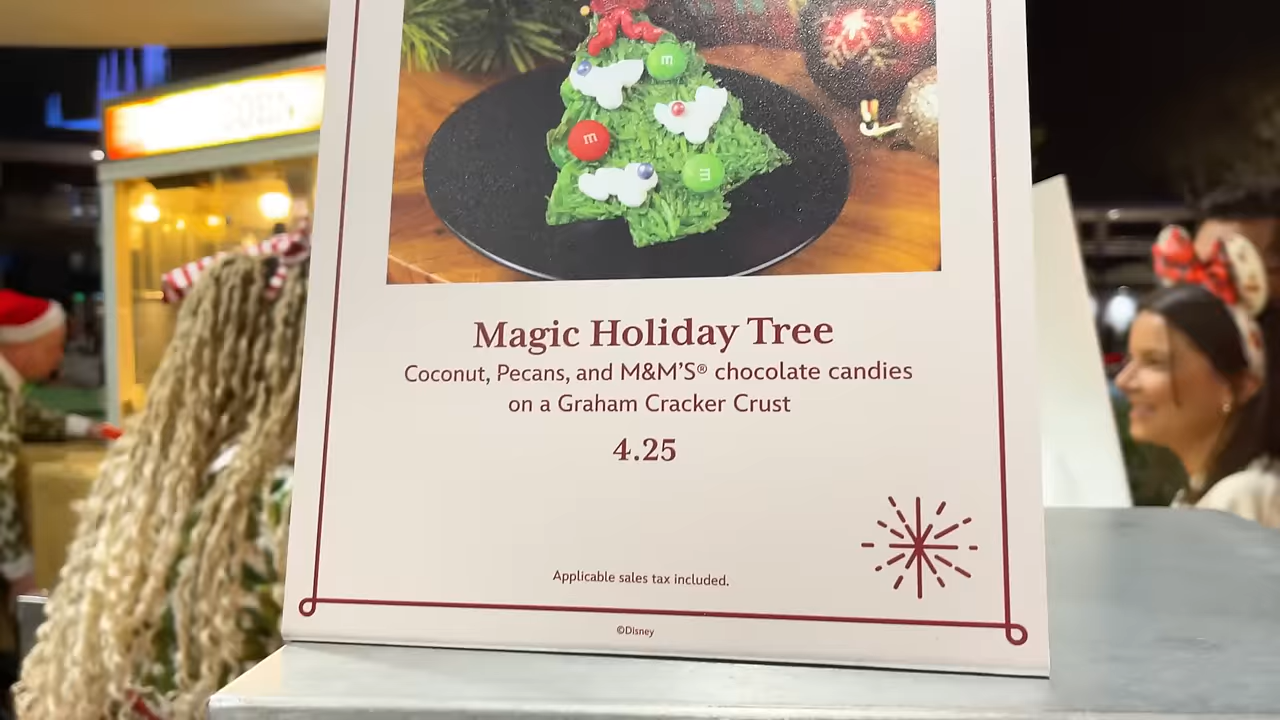 m
m
m
Magic Holiday Tree
Coconut, Pecans, and M&M'S® chocolate candies
on a Graham Cracker Crust
4.25
Applicable sales tax included.
©Disney